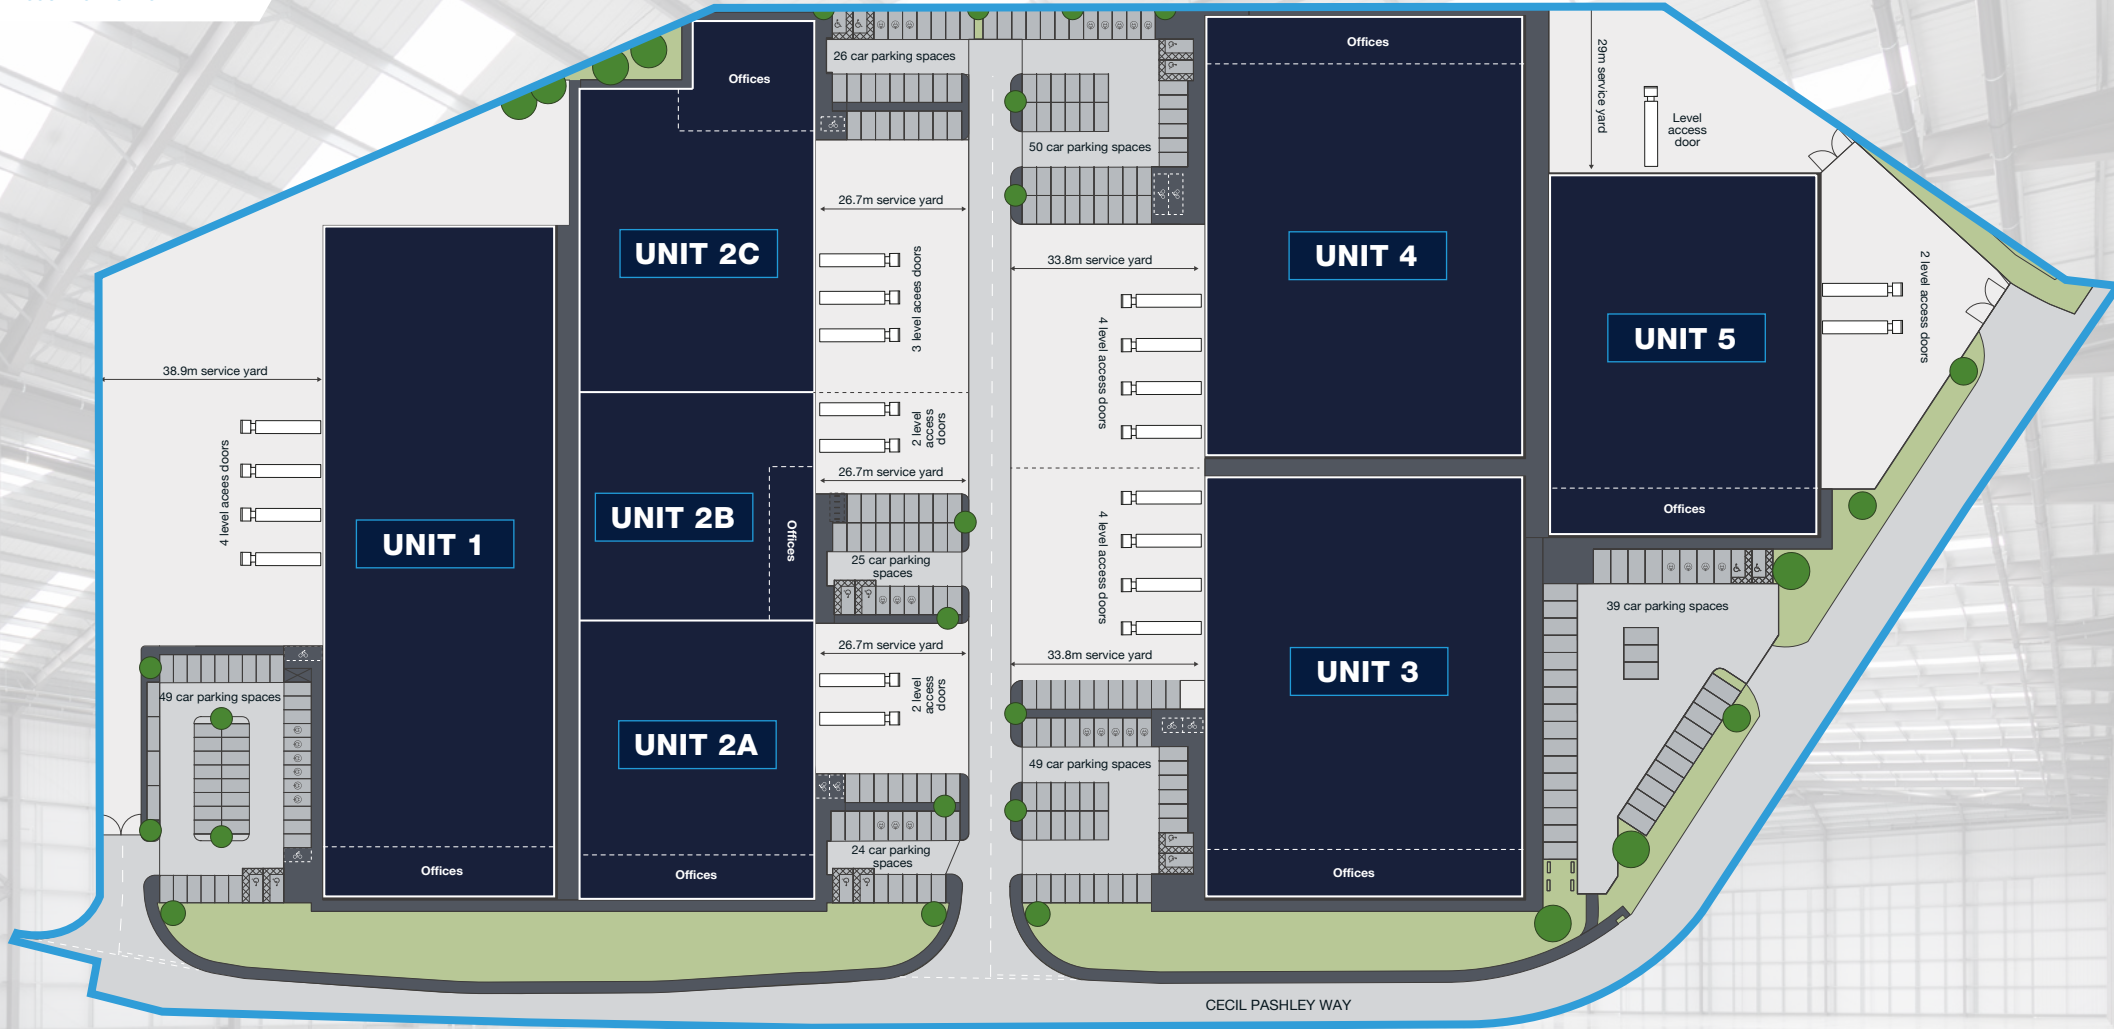 Offices
26 car parking spaces
Offices
29m service yard
Level
access
door
50 car parking spaces
26.7m service yard
UNIT 2C
3 level acees doors
33.8m service yard
UNIT 4
4 level access doors
2 level access doors
UNIT 5
38.9m service yard
4 level acees doors
2 level
access
doors
26.7m service yard
UNIT 1
UNIT 2B
Offices
Offices
4 level access doors
25 car parking
spaces
39 car parking spaces
26.7m service yard
33.8m service yard
2 level
access
doors
UNIT 3
49 car parking spaces
UNIT 2A
49 car parking spaces
24 car parking
spaces
Offices
Offices
Offices
CECIL PASHLEY WAY